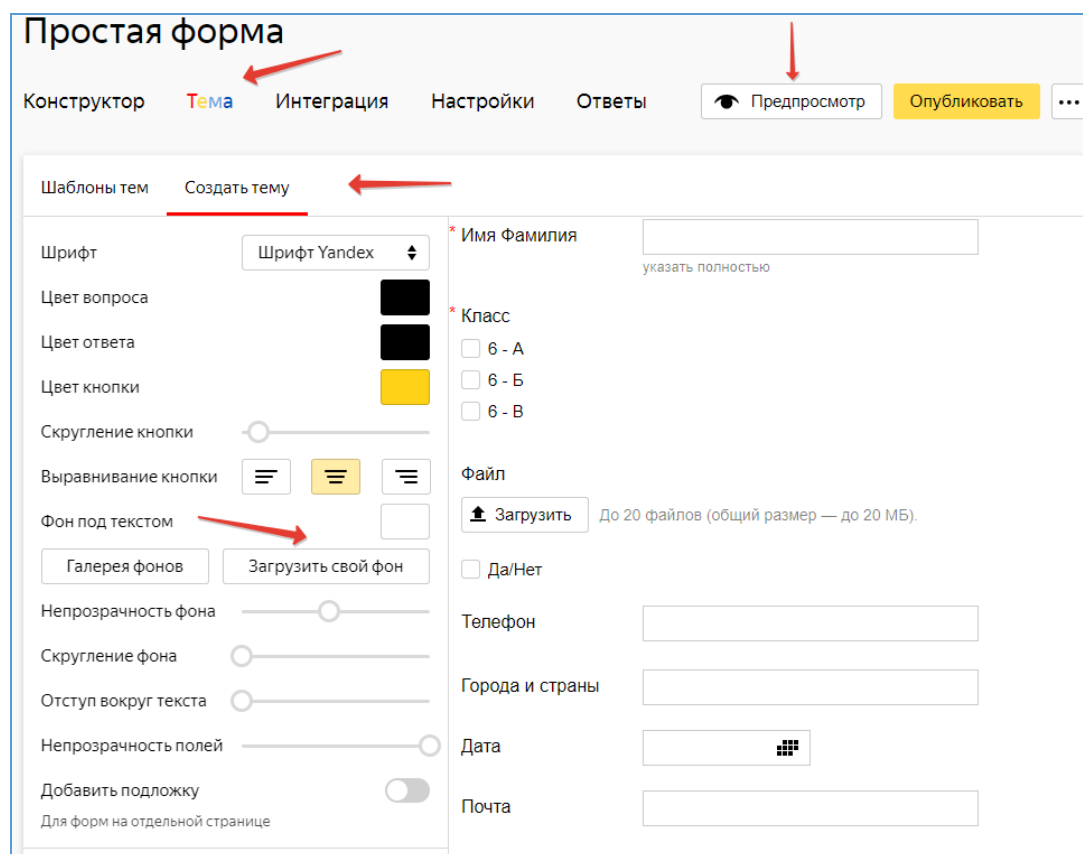 Простая форма
Конструктор Тема Интеграция Настройки Ответы Предпросмотр Опубликовать ...
Шаблоны тем Создать тему
Шрифт Шрифт Yandex
Цвет вопроса
Цвет ответа
Цвет кнопки
Скругление кнопки
Выравнивание кнопки
Фон под текстом
Галерея фонов Загрузить свой фон
Непрозрачность фона
Скругление фона
Отступ вокруг текста
Непрозрачность полей
Добавить подложку
Для форм на отдельной странице
* Имя Фамилия
указать полностью
* Класс
6 - А
6 - Б
6 - В
Файл
Загрузить До 20 файлов (общий размер — до 20 МБ).
Да/Нет
Телефон
Города и страны
Дата
Почта